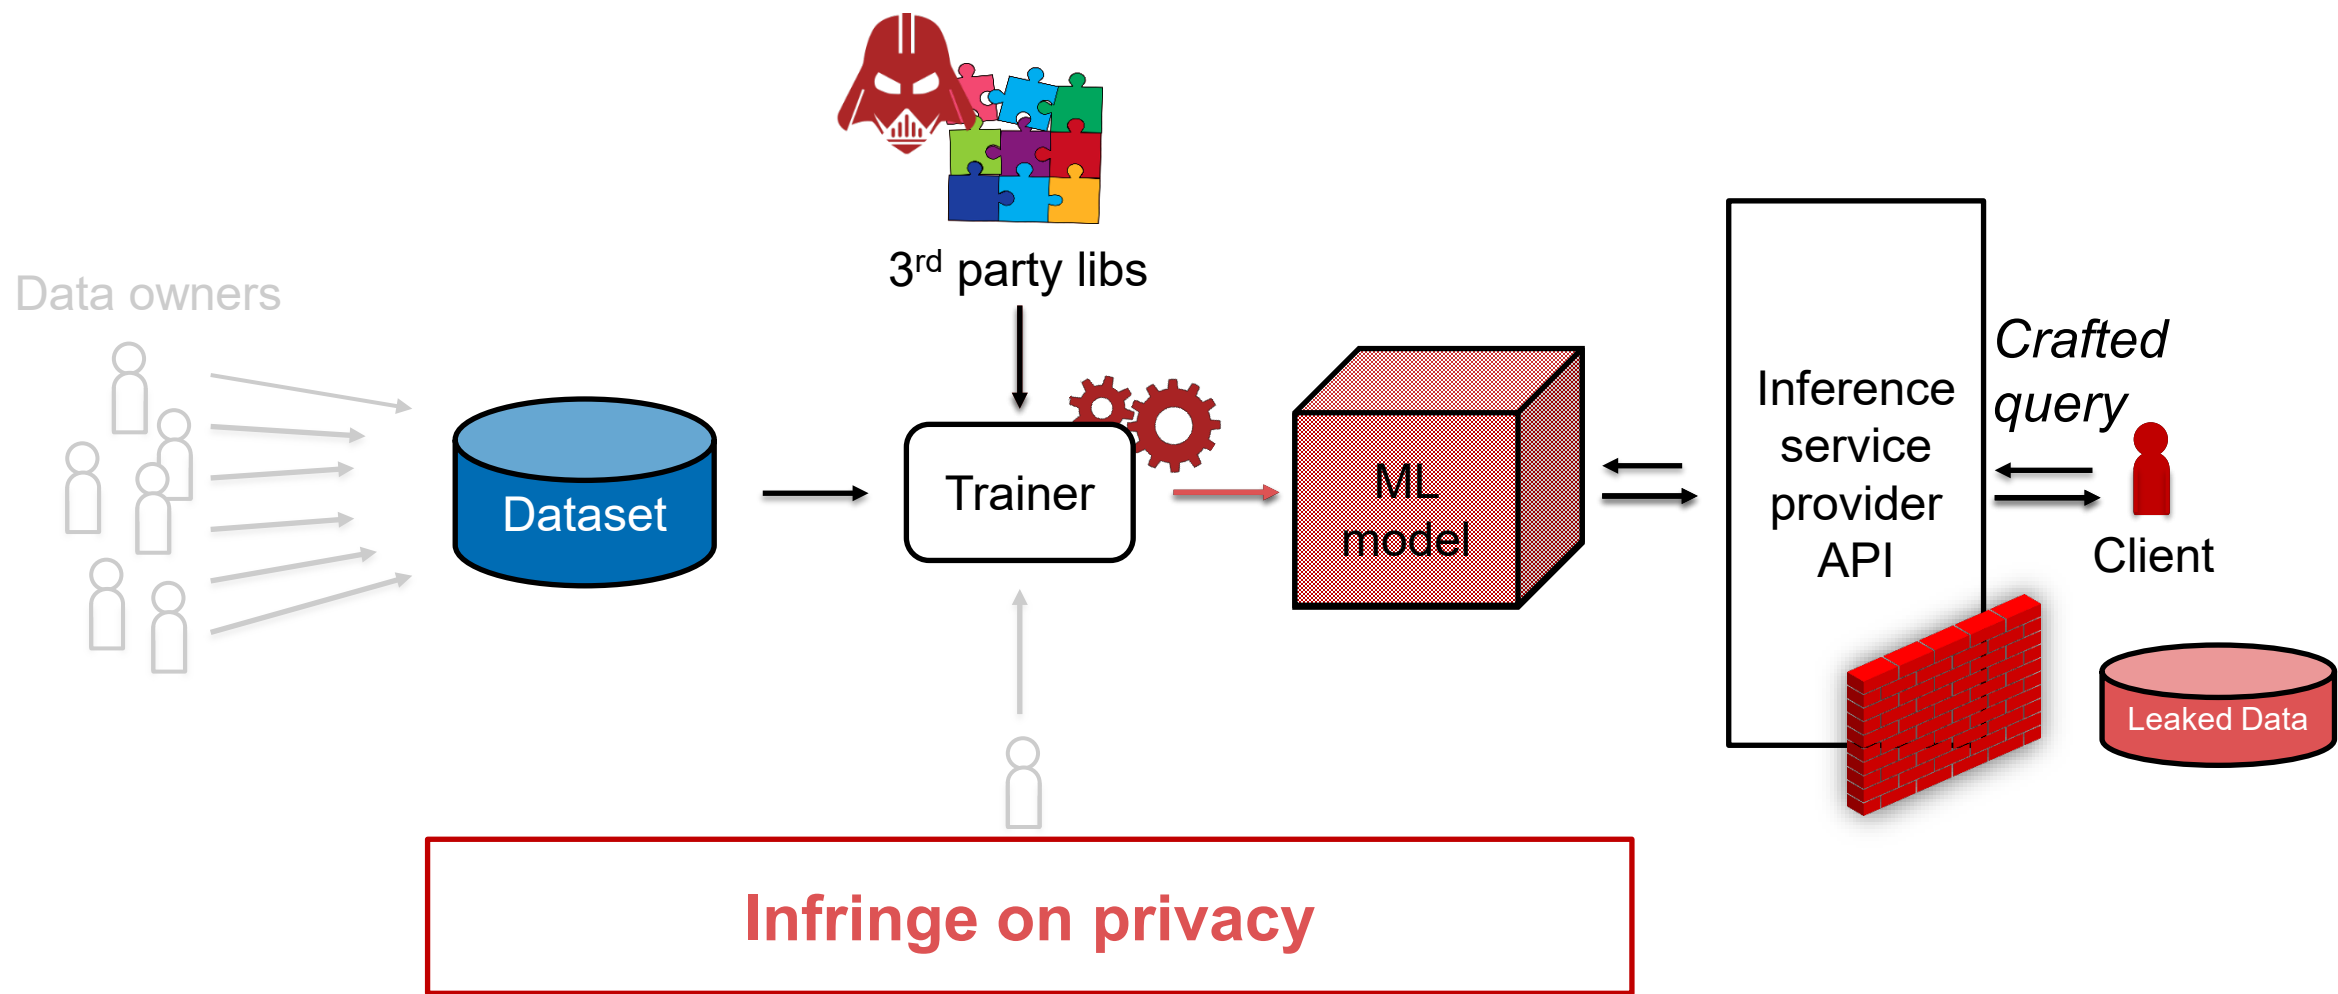 3rd party libs
Data owners
Dataset
Trainer
ML
model
Inference
service
provider
API
Crafted
query
Client
Leaked Data
Infringe on privacy